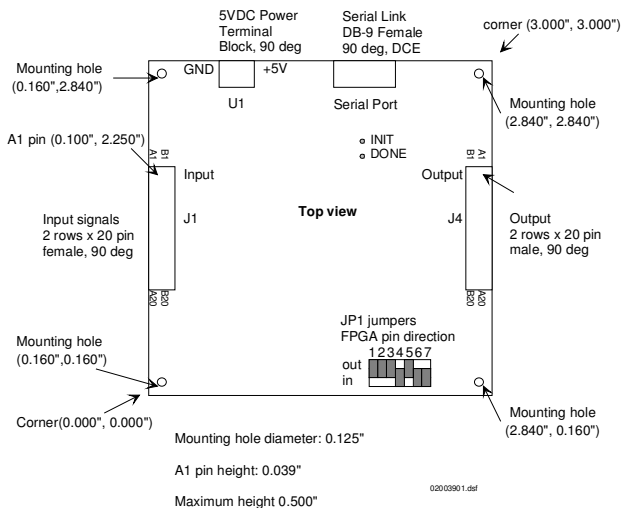 5VDC Power
Terminal
Block, 90 deg
Serial Link
DB-9 Female
90 deg, DCE
corner (3.000", 3.000")
Mounting hole
(0.160",2.840")
GND
+5V
U1
Serial Port
Mounting hole
(2.840", 2.840")
A1 pin (0.100", 2.250")
INIT
DONE
A1
B1
B1
A1
Input
Output
Input signals
2 rows x 20 pin
female, 90 deg
J1
Top view
J4
Output
2 rows x 20 pin
male, 90 deg
A20
B20
B20
A20
Mounting hole
(0.160",0.160")
JP1 jumpers
FPGA pin direction
1234567
out
in
Corner(0.000", 0.000")
Mounting hole
(2.840", 0.160")
Mounting hole diameter: 0.125"
A1 pin height: 0.039"
Maximum height 0.500"
02003901.dsf